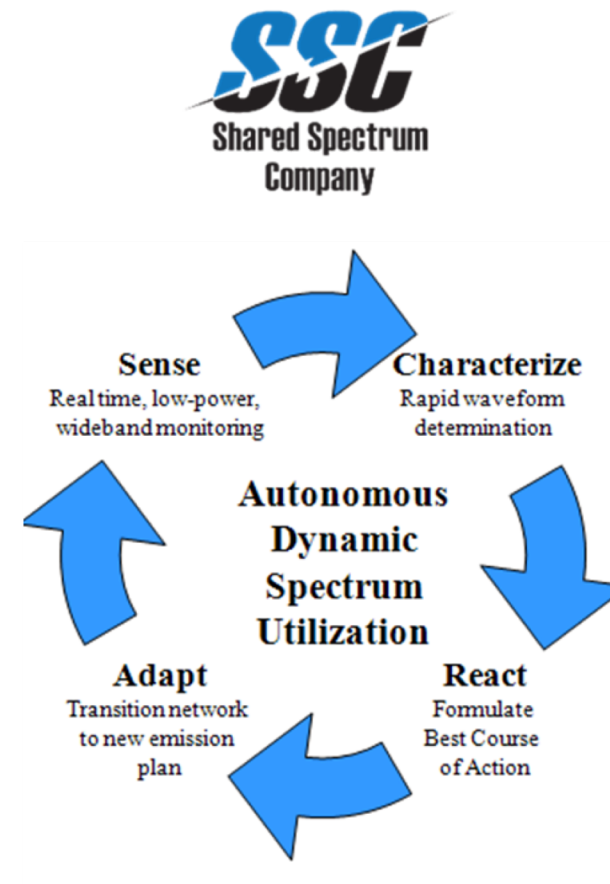 SSC
Shared Spectrum
Company
Sense
Real time, low-power,
wideband monitoring
Characterize
Rapid waveform
determination
Autonomous
Dynamic
Spectrum
Utilization
Adapt
Transition network
to new emission
plan
React
Formulate
Best Course
of Action